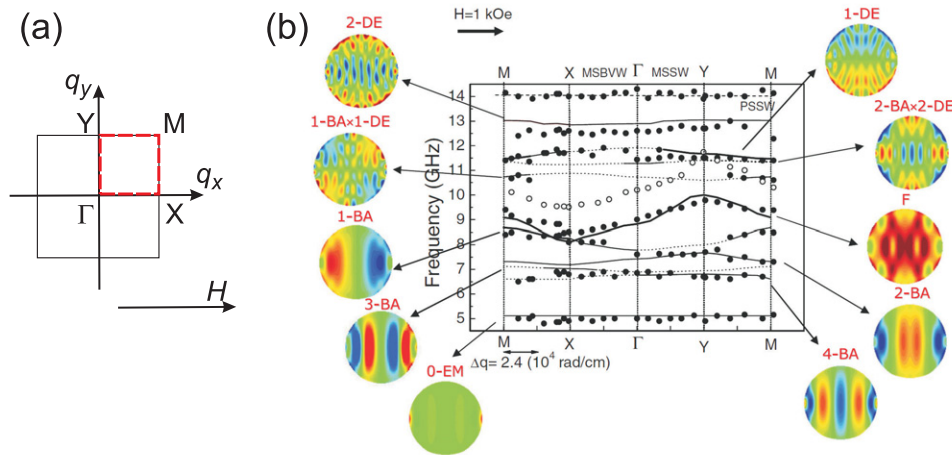 (a)
q_y
Y
M
q_x
Γ
X
H
(b)
H=1 kOe
2-DE
1-DE
M X MSBVW Γ MSSW Y M
PSSW
1-BA×1-DE
2-BA×2-DE
1-BA
F
3-BA
2-BA
0-EM
4-BA
Frequency (GHz)
14
13
12
11
10
9
8
7
6
5
M X Γ Y M
Δq= 2.4 (10^4 rad/cm)